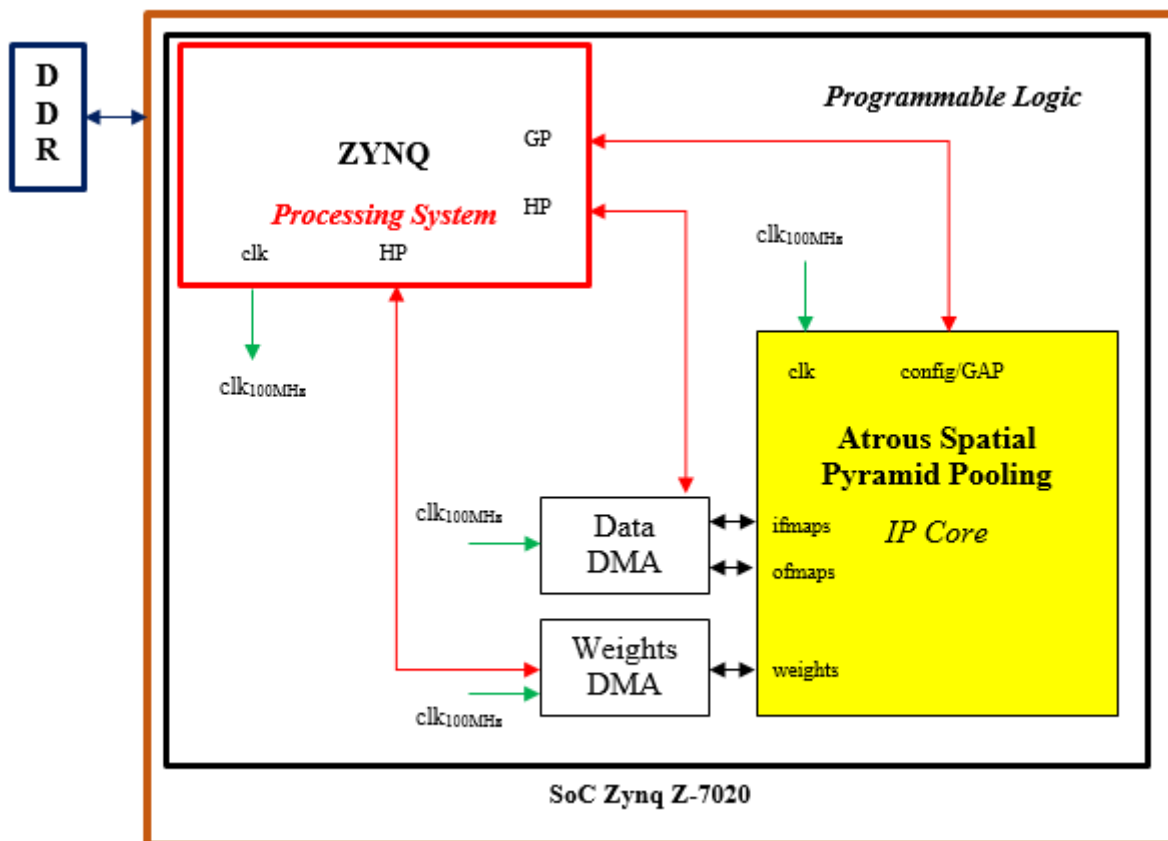 D
D
R
Programmable Logic
GP
ZYNQ
HP
Processing System
clk
HP
clk100MHz
clk100MHz
clk
config/GAP
Atrous Spatial
Pyramid Pooling
IP Core
clk100MHz
Data
DMA
ifmaps
ofmaps
Weights
DMA
weights
clk100MHz
SoC Zynq Z-7020